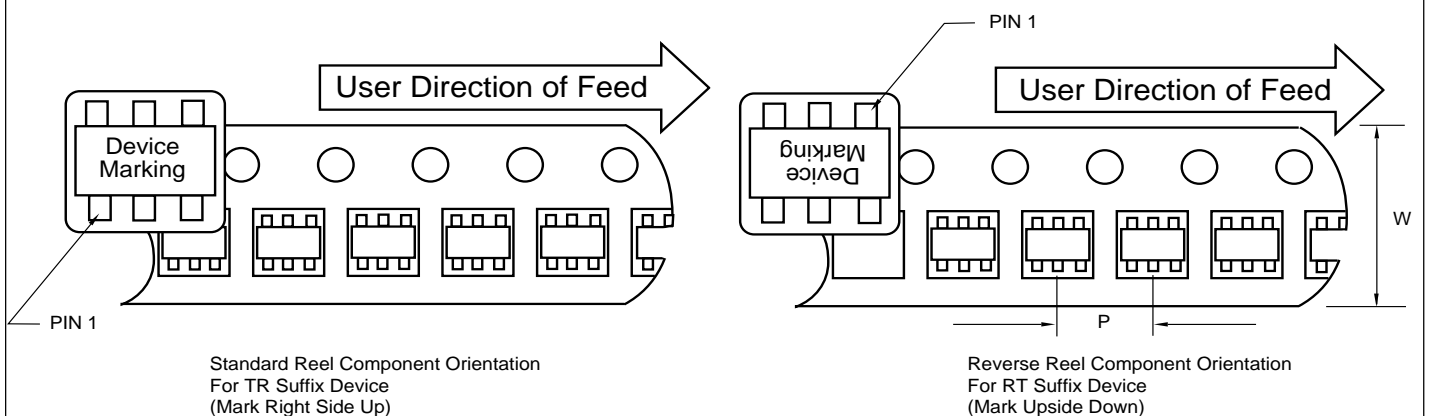 PIN 1
User Direction of Feed
User Direction of Feed
Device
Marking
Device
Marking
W
PIN 1
P
Standard Reel Component Orientation
For TR Suffix Device
(Mark Right Side Up)
Reverse Reel Component Orientation
For RT Suffix Device
(Mark Upside Down)